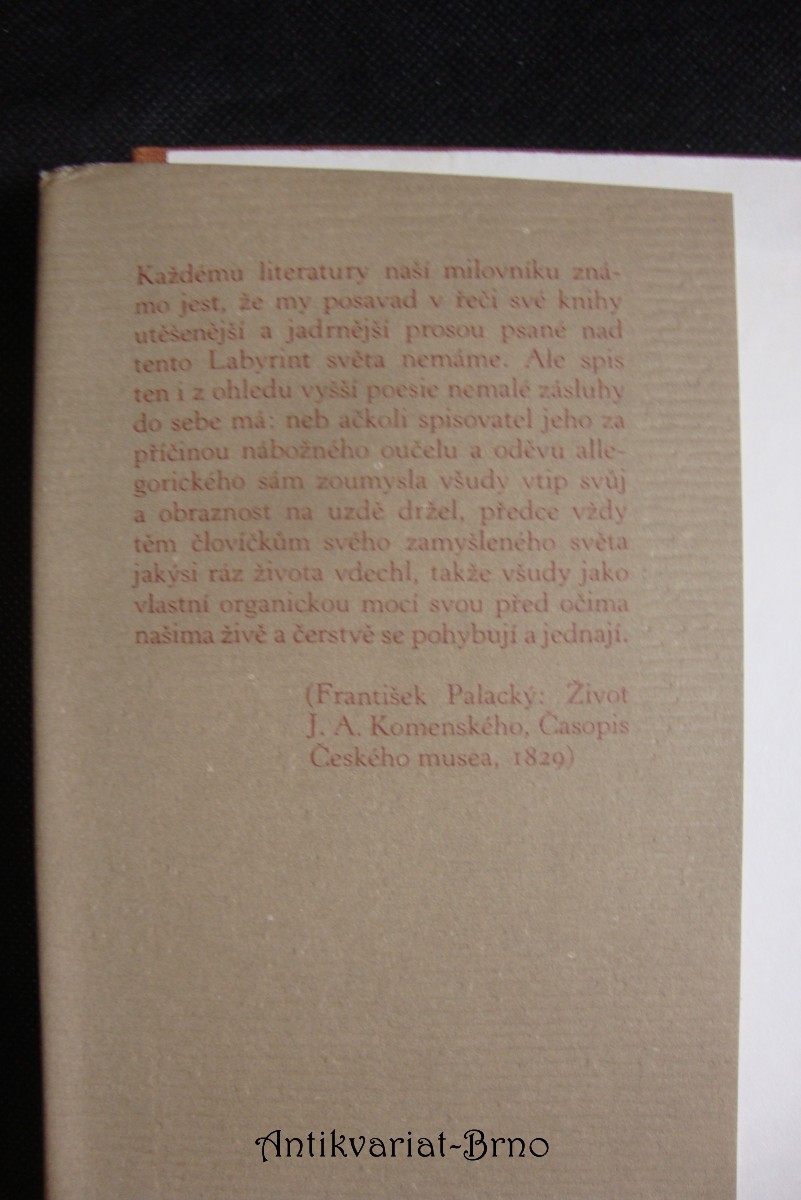 Každému literatury naší milovníku zná-
mo jest, že my posavad v řeči své knihy
utěšenější a jadrnější prosou psané nad
tento Labyrint světa nemáme. Ale spis
ten i z ohledu vyšší poesie nemalé zásluhy
do sebe má: neb ačkoli spisovatel jeho za
příčinou nábožného oučelu a oděvu alle-
gorického sám zoumysla všudy vtip svůj
a obraznost na uzdě držel, předce vždy
těm človíčkům svého zamyšleného světa
jakýsi ráz života vdechl, takže všudy jako
vlastní organickou mocí svou před očima
našima živě a čerstvě se pohybují a jednají.
(František Palacký: Život
J. A. Komenského, Časopis
Českého musea, 1829)
Antikvariat-Brno